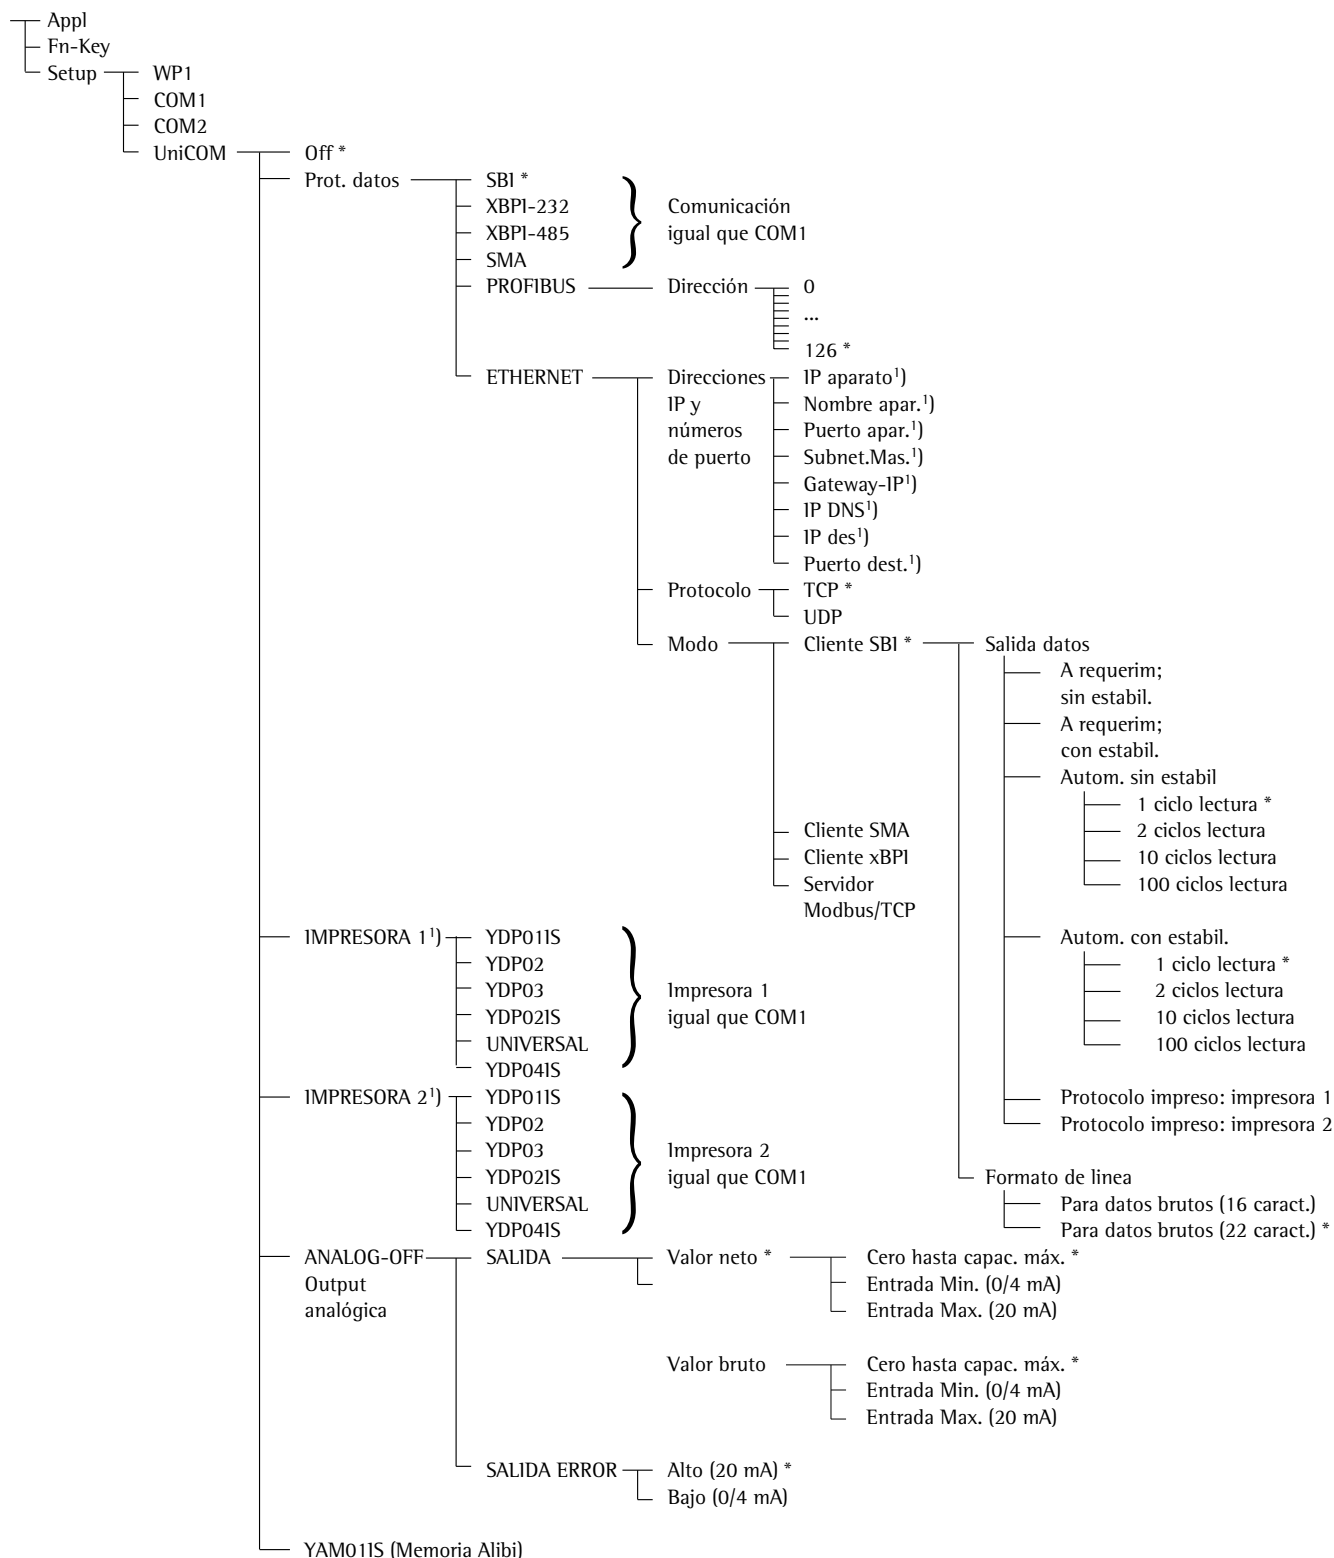 Appl
Fn-Key
Setup WP1
COM1
COM2
UniCOM Off *
Prot. datos SBI *
XBPI-232 Comunicación
XBPI-485 igual que COM1
SMA
PROFIBUS Dirección 0
...
126 *
ETHERNET Direcciones IP aparato¹)
IP y Nombre apar.¹)
números Puerto apar.¹)
de puerto Subnet.Mas.¹)
Gateway-IP¹)
IP DNS¹)
IP des¹)
Puerto dest.¹)
Protocolo TCP *
UDP
Modo Cliente SBI * Salida datos
A requerim;
sin estabil.
A requerim;
con estabil.
Autom. sin estabil
1 ciclo lectura *
Cliente SMA 2 ciclos lectura
Cliente xBPI 10 ciclos lectura
Servidor 100 ciclos lectura
Modbus/TCP
IMPRESORA 1¹) YDP01IS Autom. con estabil.
YDP02 1 ciclo lectura *
YDP03 Impresora 1 2 ciclos lectura
YDP02IS igual que COM1 10 ciclos lectura
UNIVERSAL 100 ciclos lectura
YDP04IS
IMPRESORA 2¹) YDP01IS Protocolo impreso: impresora 1
YDP02 Protocolo impreso: impresora 2
YDP03 Impresora 2
YDP02IS igual que COM1 Formato de linea
UNIVERSAL Para datos brutos (16 caract.)
YDP04IS Para datos brutos (22 caract.) *
ANALOG-OFF SALIDA Valor neto * Cero hasta capac. máx. *
Output Entrada Min. (0/4 mA)
analógica Entrada Max. (20 mA)
Valor bruto Cero hasta capac. máx. *
Entrada Min. (0/4 mA)
Entrada Max. (20 mA)
SALIDA ERROR Alto (20 mA) *
Bajo (0/4 mA)
YAM01IS (Memoria Alibi)